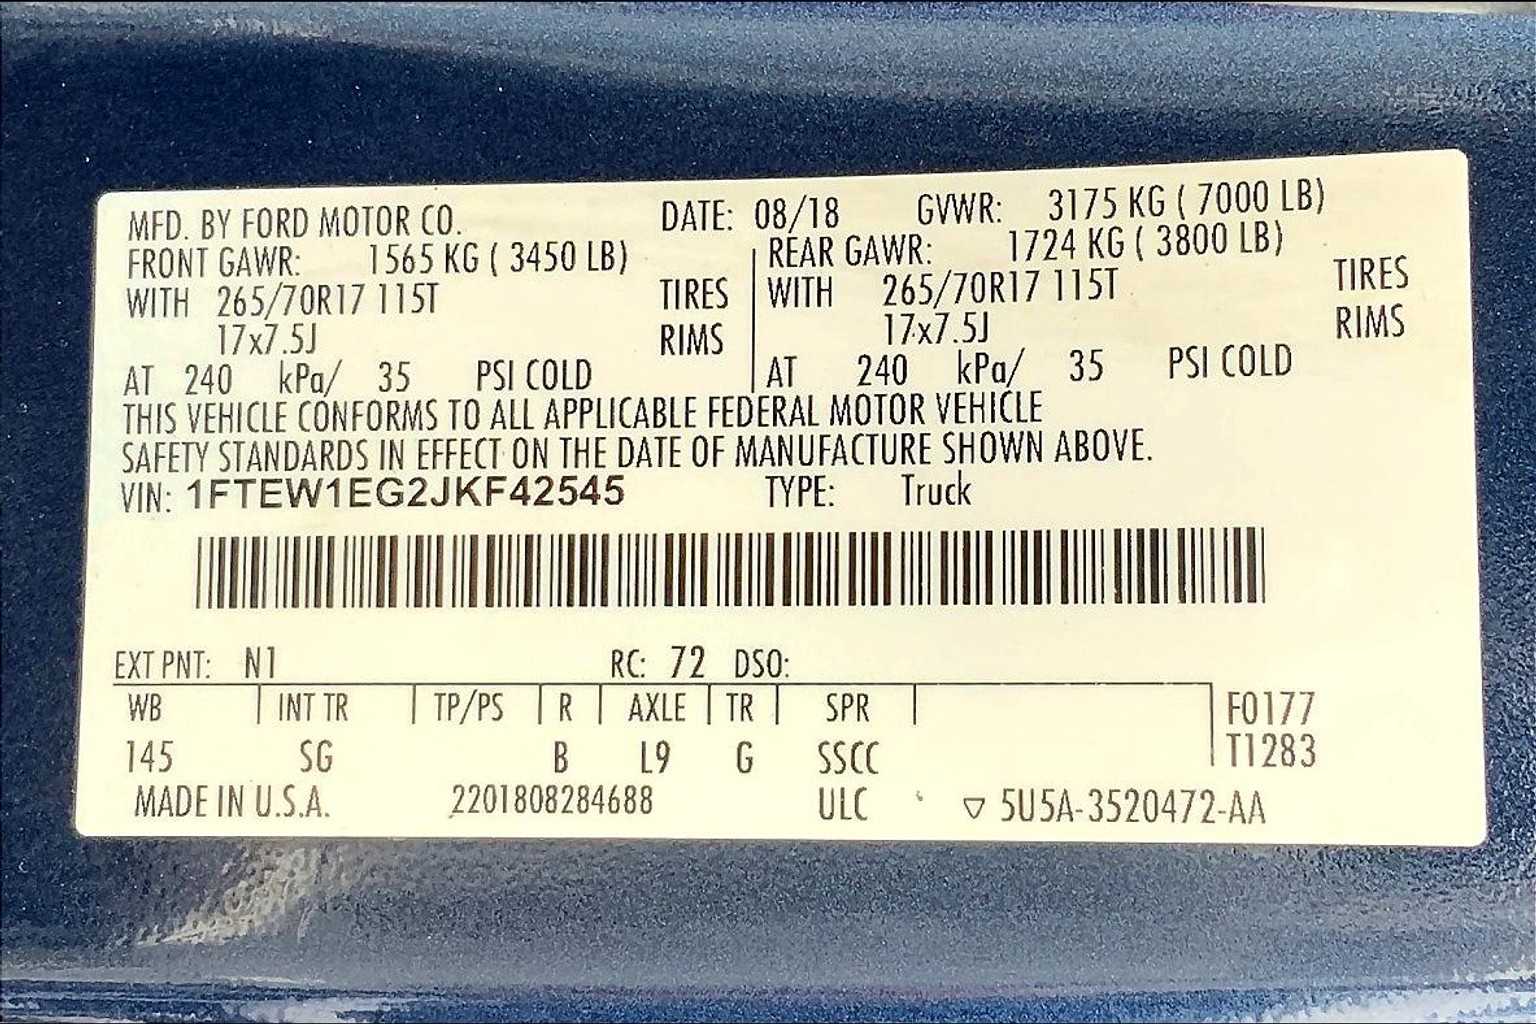 MFD. BY FORD MOTOR CO. DATE: 08/18 GVWR: 3175 KG ( 7000 LB)
FRONT GAWR: 1565 KG ( 3450 LB) REAR GAWR: 1724 KG ( 3800 LB)
WITH 265/70R17 115T TIRES WITH 265/70R17 115T TIRES
17x7.5J RIMS 17x7.5J RIMS
AT 240 kPa/ 35 PSI COLD AT 240 kPa/ 35 PSI COLD
THIS VEHICLE CONFORMS TO ALL APPLICABLE FEDERAL MOTOR VEHICLE
SAFETY STANDARDS IN EFFECT ON THE DATE OF MANUFACTURE SHOWN ABOVE.
VIN: 1FTEW1EG2JKF42545 TYPE: Truck
EXT PNT: N1 RC: 72 DSO:
WB INT TR TP/PS R AXLE TR SPR F0177
145 SG B L9 G SSCC T1283
MADE IN U.S.A. 2201808284688 ULC ▽ 5U5A-3520472-AA